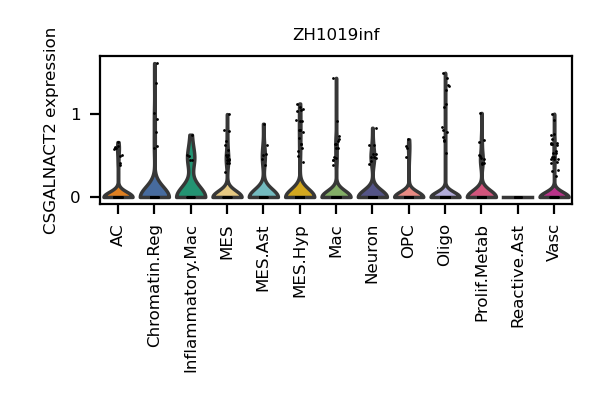 ZH1019inf
CSGALNACT2 expression
1
0
AC
Chromatin.Reg
Inflammatory.Mac
MES
MES.Ast
MES.Hyp
Mac
Neuron
OPC
Oligo
Prolif.Metab
Reactive.Ast
Vasc